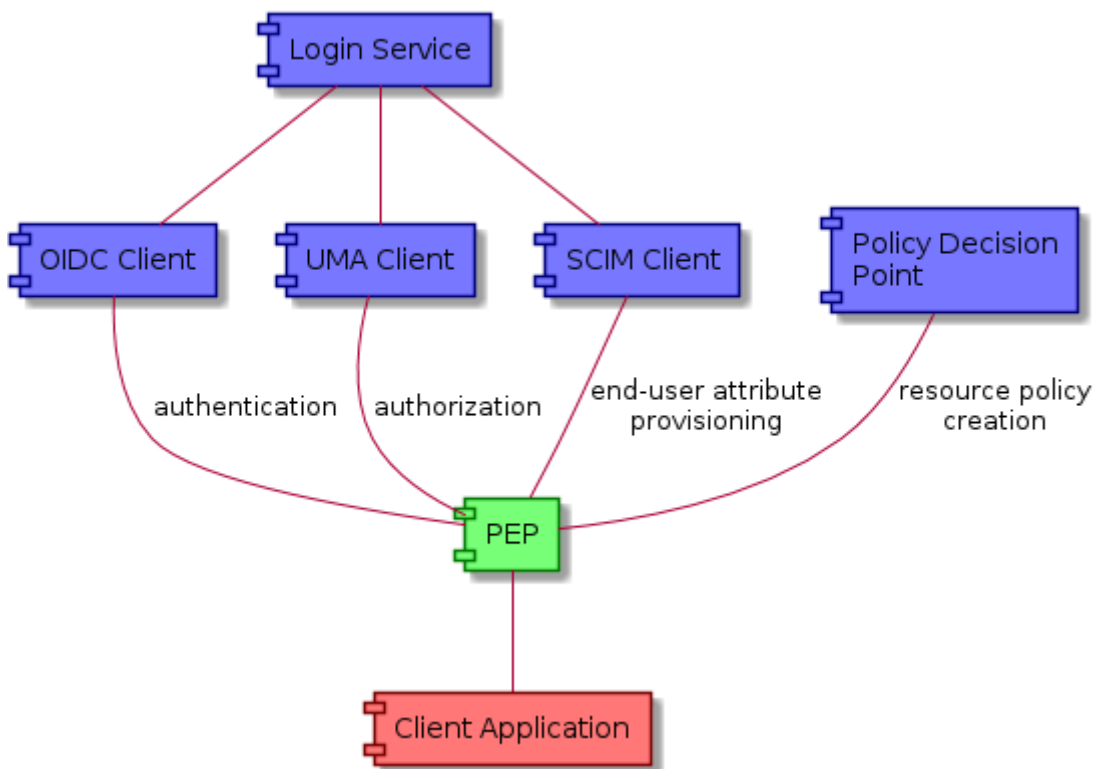 Login Service
OIDC Client
UMA Client
SCIM Client
Policy Decision
Point
authentication
authorization
end-user attribute
provisioning
resource policy
creation
PEP
Client Application